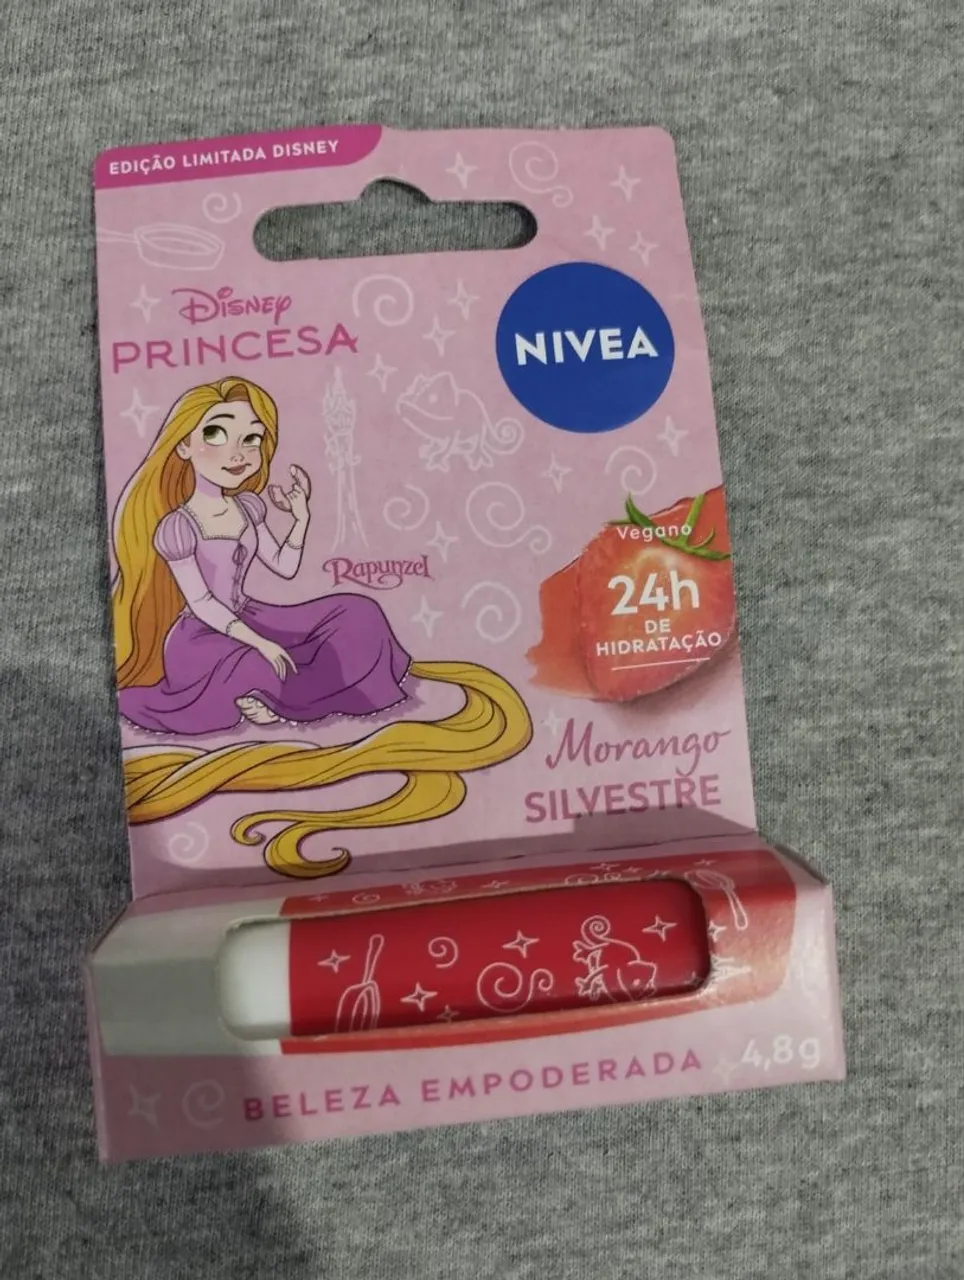 EDIÇÃO LIMITADA DISNEY
Disney
PRINCESA
NIVEA
Rapunzel
Vegano
24h
DE
HIDRATAÇÃO
Morango
SILVESTRE
BELEZA EMPODERADA
4,8g